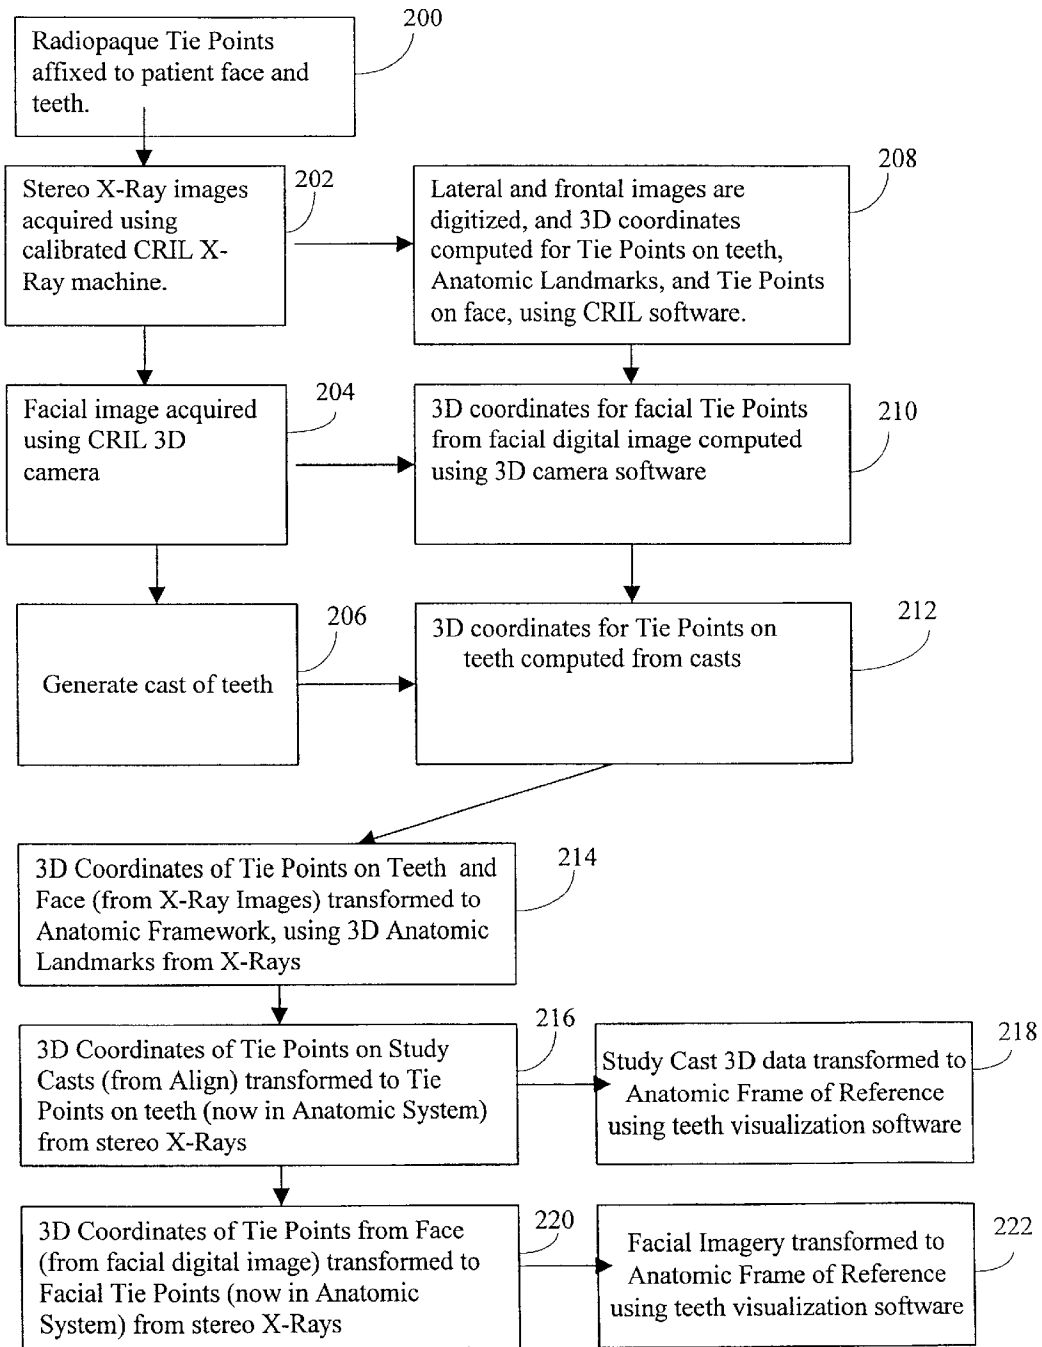 200
Radiopaque Tie Points
affixed to patient face and
teeth.
202
Stereo X-Ray images
acquired using
calibrated CRIL X-
Ray machine.
208
Lateral and frontal images are
digitized, and 3D coordinates
computed for Tie Points on teeth,
Anatomic Landmarks, and Tie Points
on face, using CRIL software.
204
Facial image acquired
using CRIL 3D
camera
210
3D coordinates for facial Tie Points
from facial digital image computed
using 3D camera software
206
Generate cast of teeth
212
3D coordinates for Tie Points on
teeth computed from casts
214
3D Coordinates of Tie Points on Teeth and
Face (from X-Ray Images) transformed to
Anatomic Framework, using 3D Anatomic
Landmarks from X-Rays
216
3D Coordinates of Tie Points on Study
Casts (from Align) transformed to Tie
Points on teeth (now in Anatomic System)
from stereo X-Rays
218
Study Cast 3D data transformed to
Anatomic Frame of Reference
using teeth visualization software
220
3D Coordinates of Tie Points from Face
(from facial digital image) transformed to
Facial Tie Points (now in Anatomic
System) from stereo X-Rays
222
Facial Imagery transformed to
Anatomic Frame of Reference
using teeth visualization software